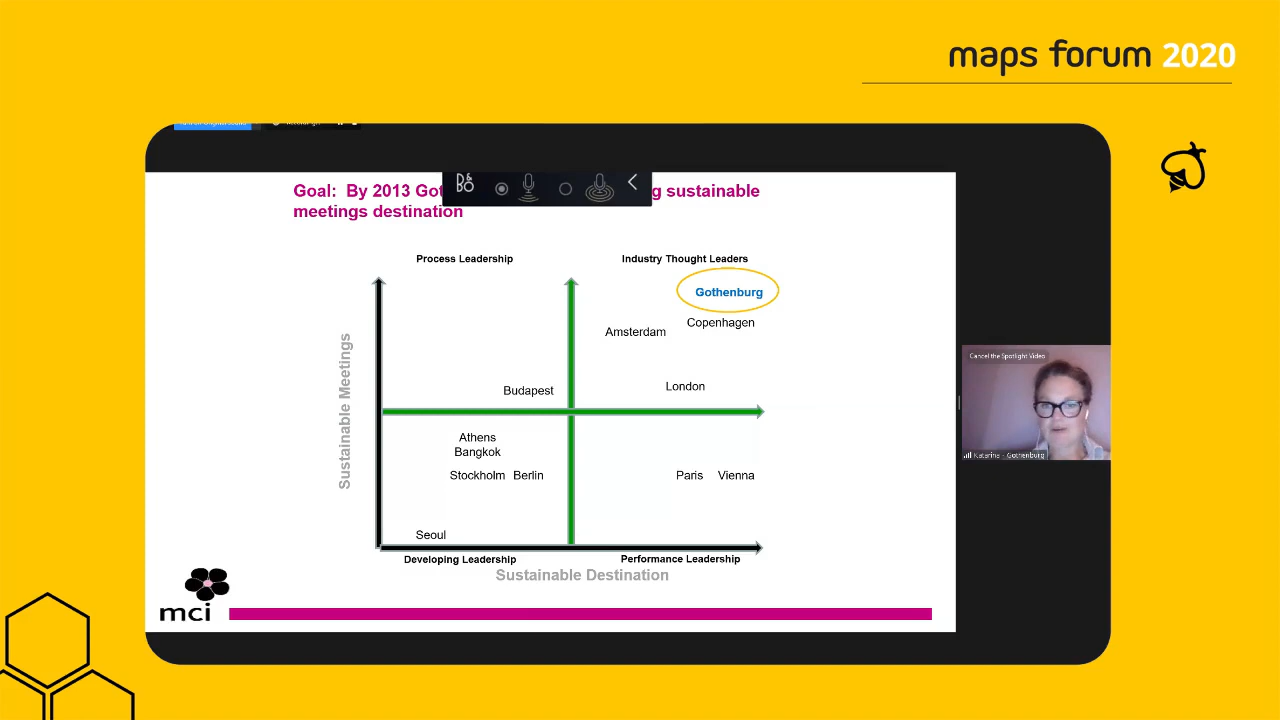 maps forum 2020
B&O
Goal: By 2013 Got g sustainable
meetings destination
Process Leadership
Industry Thought Leaders
Gothenburg
Copenhagen
Amsterdam
Budapest
London
Athens
Bangkok
Stockholm Berlin
Paris Vienna
Seoul
Developing Leadership
Performance Leadership
Sustainable Destination
Sustainable Meetings
mci
Cancel the Spotlight Video
Katarina - Gothenburg